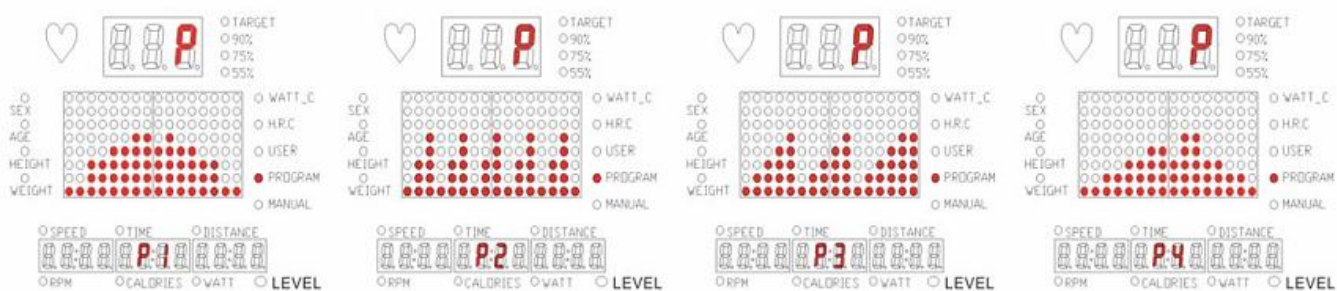 TARGET
P 90%
75%
55%
WATT_C
SEX
H.R.C
AGE
USER
HEIGHT
PROGRAM
WEIGHT
MANUAL
SPEED TIME DISTANCE
P1
RPM CALORIES WATT LEVEL
TARGET
P 90%
75%
55%
WATT_C
SEX
H.R.C
AGE
USER
HEIGHT
PROGRAM
WEIGHT
MANUAL
SPEED TIME DISTANCE
P2
RPM CALORIES WATT LEVEL
TARGET
P 90%
75%
55%
WATT_C
SEX
H.R.C
AGE
USER
HEIGHT
PROGRAM
WEIGHT
MANUAL
SPEED TIME DISTANCE
P3
RPM CALORIES WATT LEVEL
TARGET
P 90%
75%
55%
WATT_C
SEX
H.R.C
AGE
USER
HEIGHT
PROGRAM
WEIGHT
MANUAL
SPEED TIME DISTANCE
P4
RPM CALORIES WATT LEVEL